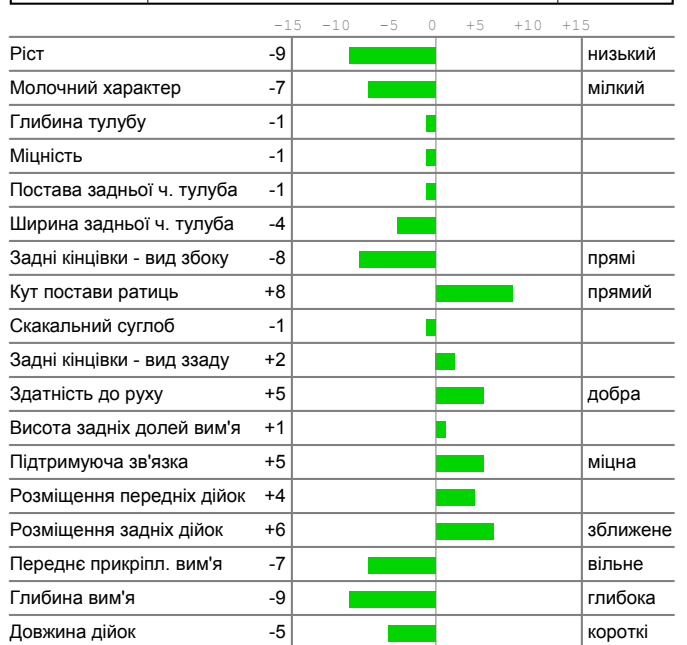 -15 -10 -5 0 +5 +10 +15
Ріст -9 низький
Молочний характер -7 мілкий
Глибина тулубу -1
Міцність -1
Постава задньої ч. тулуба -1
Ширина задньої ч. тулуба -4
Задні кінцівки - вид збоку -8 прямі
Кут постави ратиць +8 прямий
Скакальний суглоб -1
Задні кінцівки - вид ззаду +2
Здатність до руху +5 добра
Висота задніх долей вим'я +1
Підтримуюча зв'язка +5 міцна
Розміщення передніх дійок +4
Розміщення задніх дійок +6 зближене
Переднє прикріпл. вим'я -7 вільне
Глибина вим'я -9 глибока
Довжина дійок -5 короткі